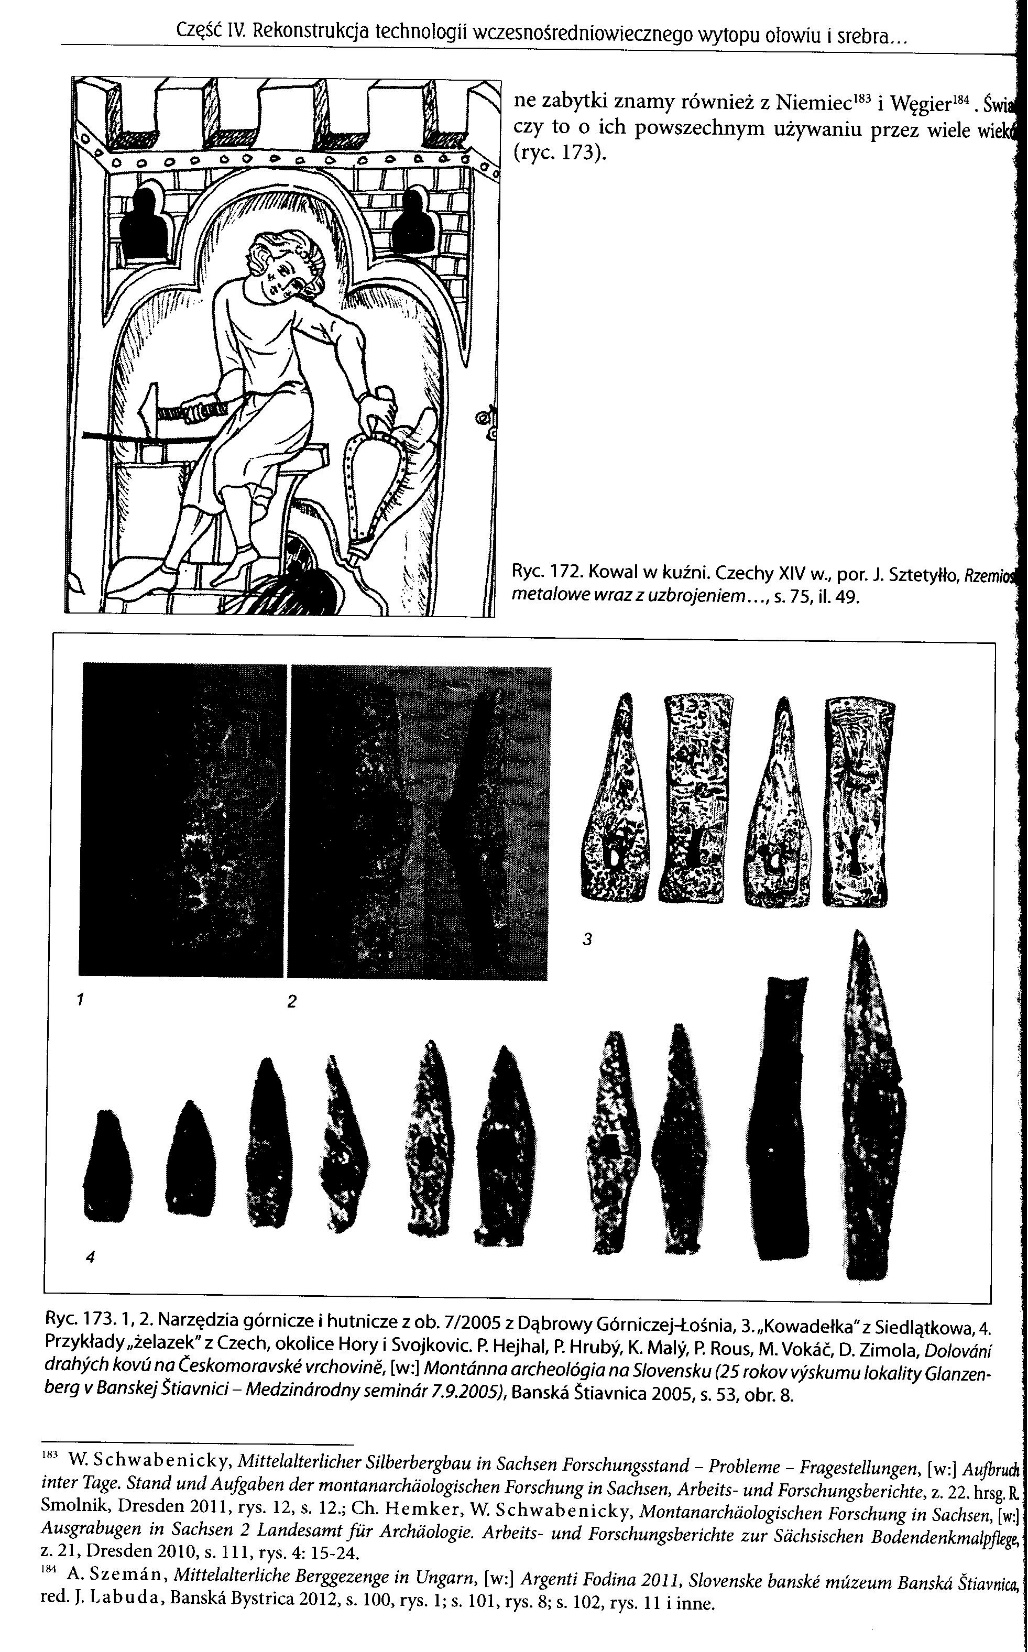 Część IV. Rekonstrukcja technologii wczesnośredniowiecznego wytopu ołowiu i srebra...
ne zabytki znamy również z Niemiec¹⁸³ i Węgier¹⁸⁴ . Świa
czy to o ich powszechnym używaniu przez wiele wiek
(ryc. 173).
Ryc. 172. Kowal w kuźni. Czechy XIV w., por. J. Sztetyłło, Rzemios
metalowe wraz z uzbrojeniem..., s. 75, il. 49.
1
2
3
4
Ryc. 173. 1, 2. Narzędzia górnicze i hutnicze z ob. 7/2005 z Dąbrowy Górniczej-Łośnia, 3. „Kowadełka" z Siedlątkowa, 4.
Przykłady „żelazek" z Czech, okolice Hory i Svojkovic. P. Hejhal, P. Hrubý, K. Malý, P. Rous, M. Vokáč, D. Zimola, Dolování
drahých kovú na Českomoravské vrchovině, [w:] Montánna archeológia na Slovensku (25 rokov výskumu lokality Glanzen-
berg v Banskej Štiavnici – Medzinárodny seminár 7.9.2005), Banská Štiavnica 2005, s. 53, obr. 8.
¹⁸³ W. Schwabenicky, Mittelalterlicher Silberbergbau in Sachsen Forschungsstand – Probleme – Fragestellungen, [w:] Aufbruch
inter Tage. Stand und Aufgaben der montanarchäologischen Forschung in Sachsen, Arbeits- und Forschungsberichte, z. 22. hrsg. R.
Smolnik, Dresden 2011, rys. 12, s. 12.; Ch. Hemker, W. Schwabenicky, Montanarchäologischen Forschung in Sachsen, [w:]
Ausgrabugen in Sachsen 2 Landesamt für Archäologie. Arbeits- und Forschungsberichte zur Sächsischen Bodendenkmalpflege,
z. 21, Dresden 2010, s. 111, rys. 4: 15-24.
¹⁸⁴ A. Szemán, Mittelalterliche Berggezenge in Ungarn, [w:] Argenti Fodina 2011, Slovenske banské múzeum Banská Štiavnica,
red. J. Labuda, Banská Bystrica 2012, s. 100, rys. 1; s. 101, rys. 8; s. 102, rys. 11 i inne.